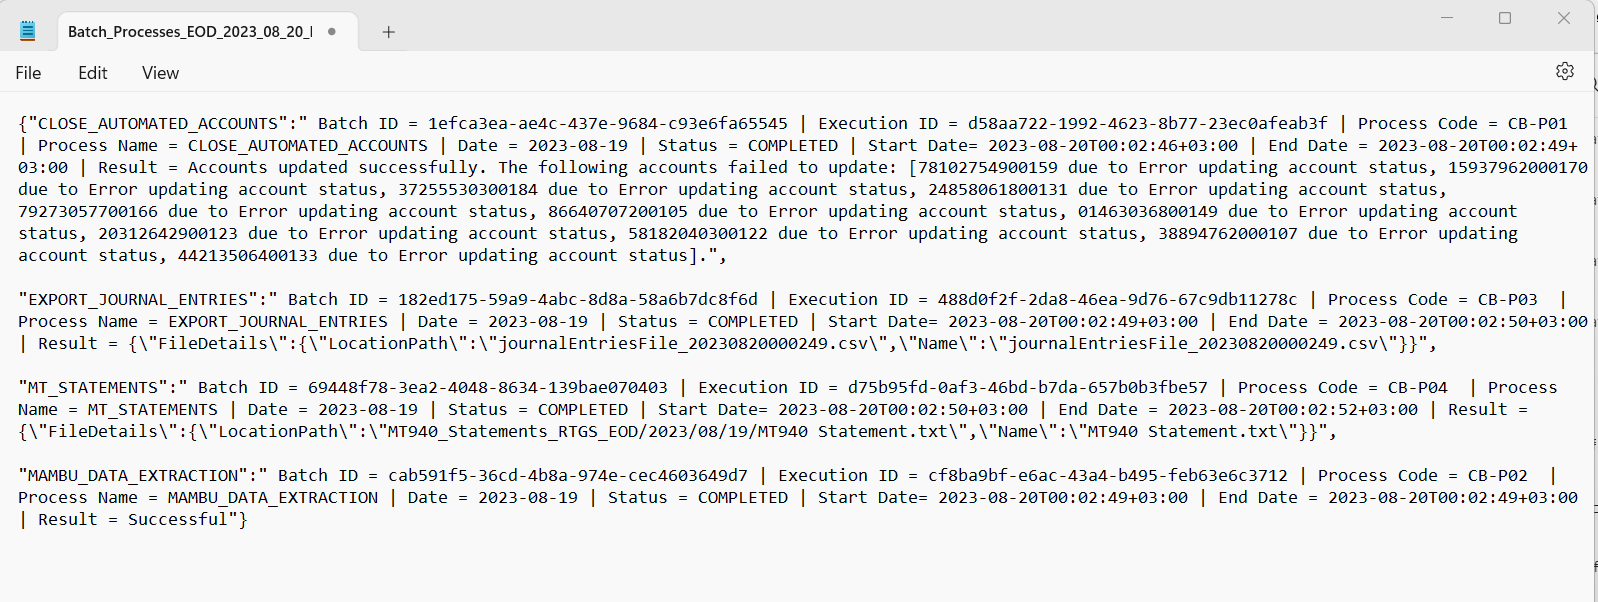 Batch_Processes_EOD_2023_08_20_
File Edit View
{"CLOSE_AUTOMATED_ACCOUNTS":" Batch ID = 1efca3ea-ae4c-437e-9684-c93e6fa65545 | Execution ID = d58aa722-1992-4623-8b77-23ec0afeab3f | Process Code = CB-P01
| Process Name = CLOSE_AUTOMATED_ACCOUNTS | Date = 2023-08-19 | Status = COMPLETED | Start Date= 2023-08-20T00:02:46+03:00 | End Date = 2023-08-20T00:02:49+
03:00 | Result = Accounts updated successfully. The following accounts failed to update: [78102754900159 due to Error updating account status, 15937962000170
due to Error updating account status, 37255530300184 due to Error updating account status, 24858061800131 due to Error updating account status,
79273057700166 due to Error updating account status, 86640707200105 due to Error updating account status, 01463036800149 due to Error updating account
status, 20312642900123 due to Error updating account status, 58182040300122 due to Error updating account status, 38894762000107 due to Error updating
account status, 44213506400133 due to Error updating account status].",
"EXPORT_JOURNAL_ENTRIES":" Batch ID = 182ed175-59a9-4abc-8d8a-58a6b7dc8f6d | Execution ID = 488d0f2f-2da8-46ea-9d76-67c9db11278c | Process Code = CB-P03 |
Process Name = EXPORT_JOURNAL_ENTRIES | Date = 2023-08-19 | Status = COMPLETED | Start Date= 2023-08-20T00:02:49+03:00 | End Date = 2023-08-20T00:02:50+03:00
| Result = {\"FileDetails\":{\"LocationPath\":\"journalEntriesFile_20230820000249.csv\",\"Name\":\"journalEntriesFile_20230820000249.csv\"}}",
"MT_STATEMENTS":" Batch ID = 69448f78-3ea2-4048-8634-139bae070403 | Execution ID = d75b95fd-0af3-46bd-b7da-657b0b3fbe57 | Process Code = CB-P04 | Process
Name = MT_STATEMENTS | Date = 2023-08-19 | Status = COMPLETED | Start Date= 2023-08-20T00:02:50+03:00 | End Date = 2023-08-20T00:02:52+03:00 | Result =
{\"FileDetails\":{\"LocationPath\":\"MT940_Statements_RTGS_EOD/2023/08/19/MT940 Statement.txt\",\"Name\":\"MT940 Statement.txt\"}}",
"MAMBU_DATA_EXTRACTION":" Batch ID = cab591f5-36cd-4b8a-974e-cec4603649d7 | Execution ID = cf8ba9bf-e6ac-43a4-b495-feb63e6c3712 | Process Code = CB-P02 |
Process Name = MAMBU_DATA_EXTRACTION | Date = 2023-08-19 | Status = COMPLETED | Start Date= 2023-08-20T00:02:49+03:00 | End Date = 2023-08-20T00:02:49+03:00
| Result = Successful"}